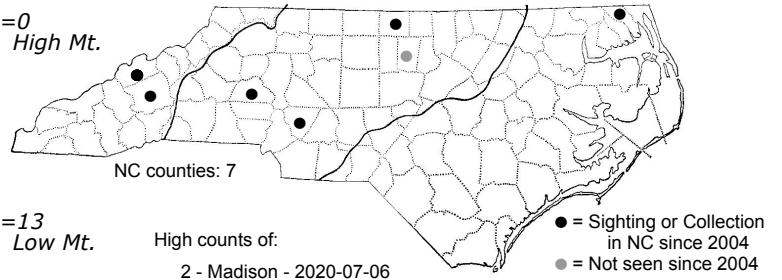 =0
High Mt.
NC counties: 7
=13
Low Mt.
High counts of:
2 - Madison - 2020-07-06
= Sighting or Collection
in NC since 2004
= Not seen since 2004